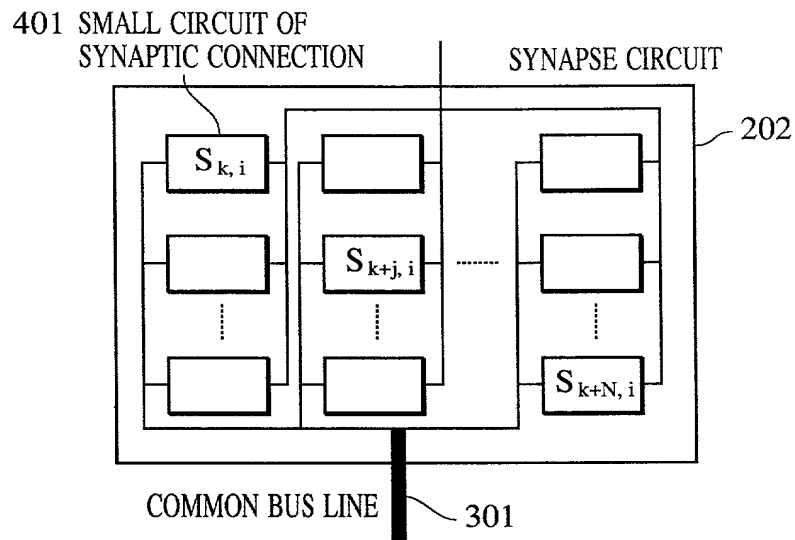 401 SMALL CIRCUIT OF
SYNAPTIC CONNECTION
SYNAPSE CIRCUIT
202
S k, i
S k+j, i
S k+N, i
COMMON BUS LINE
301